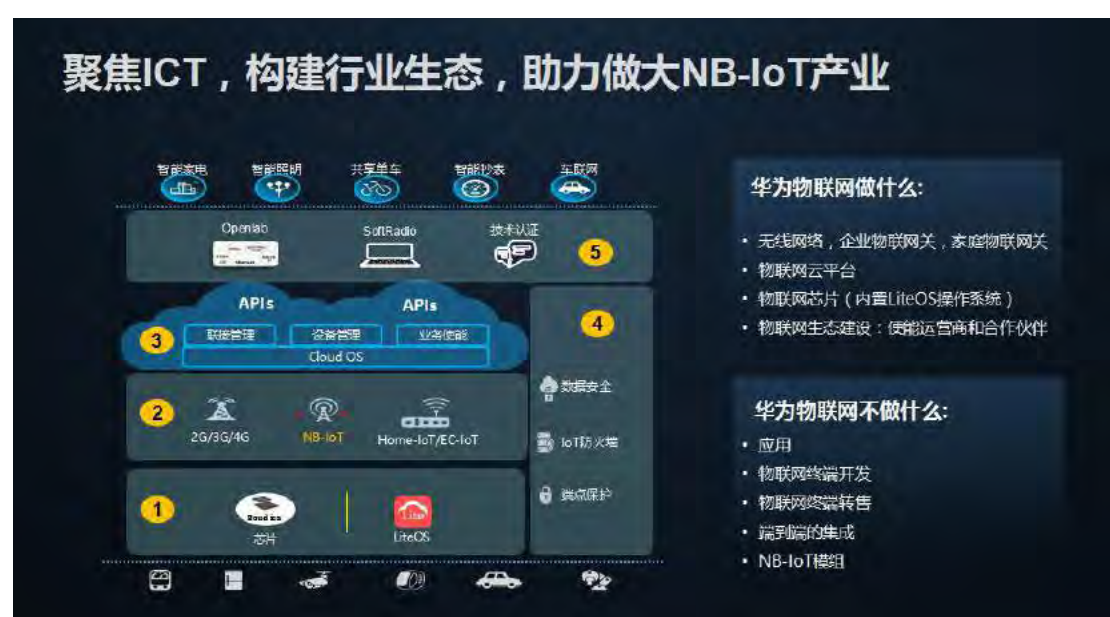 聚焦ICT，构建行业生态，助力做大NB-IoT产业
智能家电 智能照明 共享单车 智能抄表 车联网
Openlab SoftRadio 技术认证
5
APIs APIs
4
3
联接管理 设备管理 业务使能
Cloud OS
数据安全
2
2G/3G/4G NB-IoT Home-IoT/EC-IoT
IoT防火墙
1
端点保护
Lite
芯片 LiteOS
华为物联网做什么:
• 无线网络，企业物联网关，家庭物联网关
• 物联网云平台
• 物联网芯片（内置LiteOS操作系统）
• 物联网生态建设：使能运营商和合作伙伴
华为物联网不做什么:
• 应用
• 物联网终端开发
• 物联网终端转售
• 端到端的集成
• NB-IoT模组